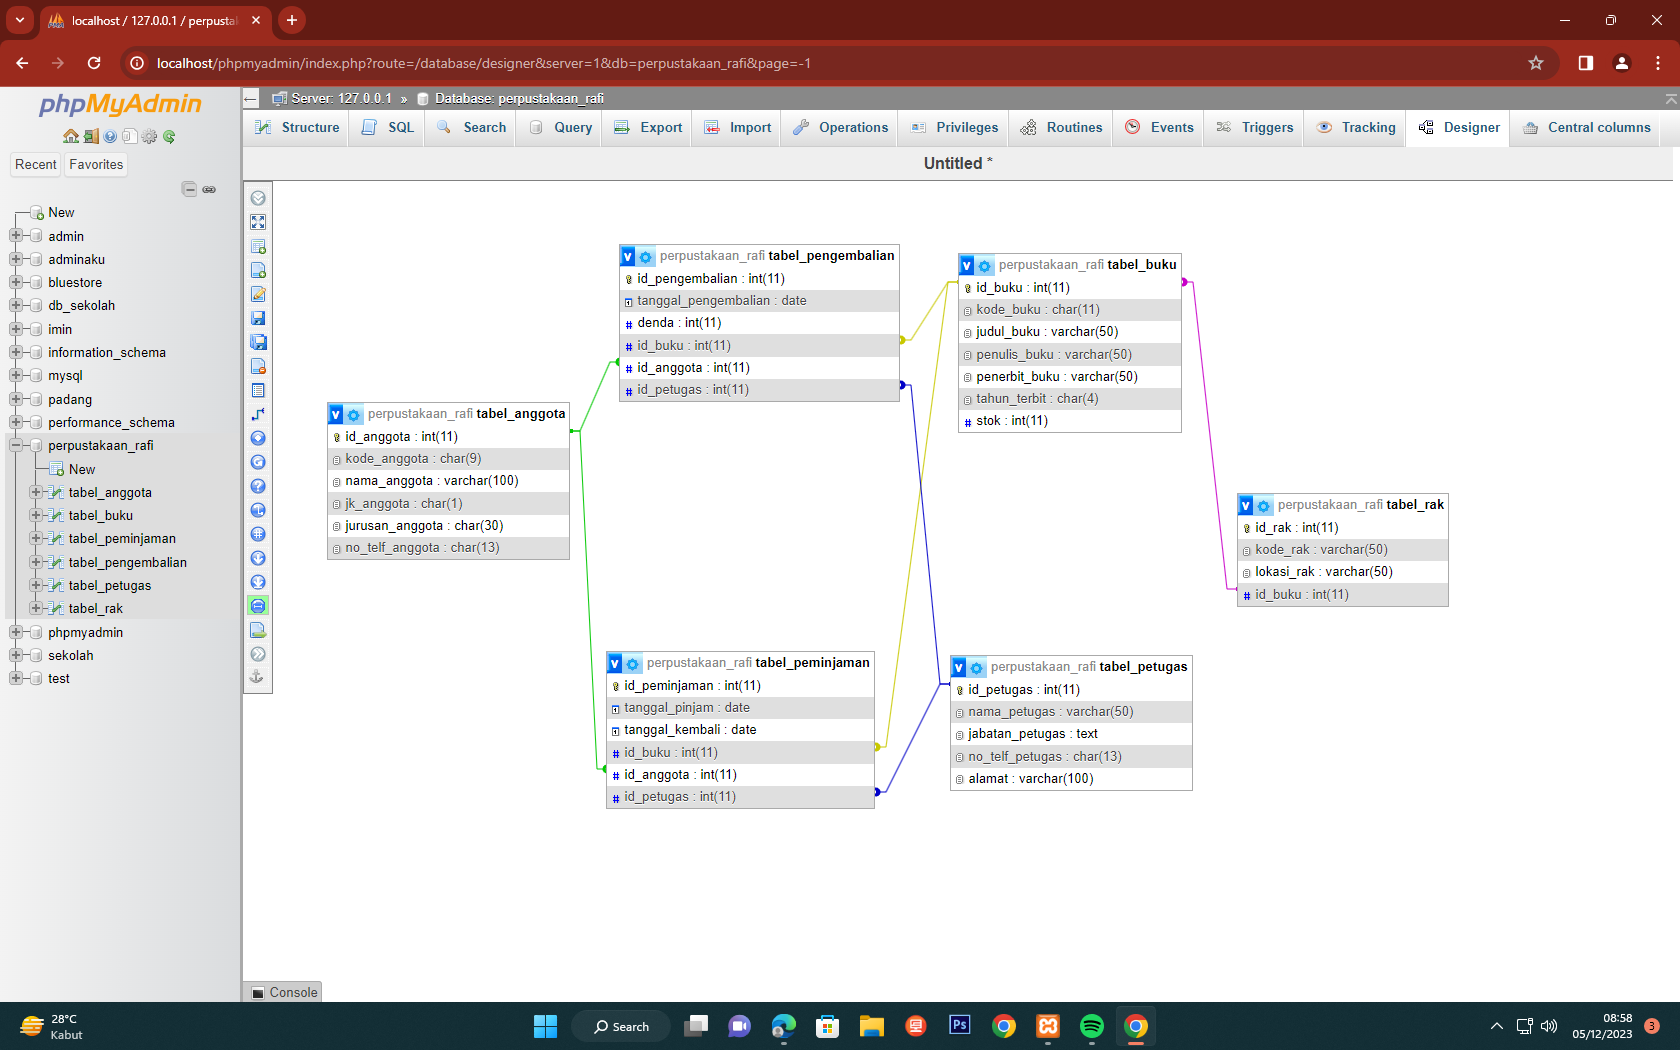 localhost / 127.0.0.1 / perpusta
localhost/phpmyadmin/index.php?route=/database/designer&server=1&db=perpustakaan_rafi&page=-1
phpMyAdmin
Recent
Favorites
New
admin
adminaku
bluestore
db_sekolah
imin
information_schema
mysql
padang
performance_schema
perpustakaan_rafi
New
tabel_anggota
tabel_buku
tabel_peminjaman
tabel_pengembalian
tabel_petugas
tabel_rak
phpmyadmin
sekolah
test
Server: 127.0.0.1 » Database: perpustakaan_rafi
Structure
SQL
Search
Query
Export
Import
Operations
Privileges
Routines
Events
Triggers
Tracking
Designer
Central columns
Untitled *
V perpustakaan_rafi tabel_pengembalian
id_pengembalian : int(11)
tanggal_pengembalian : date
# denda : int(11)
# id_buku : int(11)
# id_anggota : int(11)
# id_petugas : int(11)
V perpustakaan_rafi tabel_buku
id_buku : int(11)
kode_buku : char(11)
judul_buku : varchar(50)
penulis_buku : varchar(50)
penerbit_buku : varchar(50)
tahun_terbit : char(4)
# stok : int(11)
V perpustakaan_rafi tabel_anggota
id_anggota : int(11)
kode_anggota : char(9)
nama_anggota : varchar(100)
jk_anggota : char(1)
jurusan_anggota : char(30)
no_telf_anggota : char(13)
V perpustakaan_rafi tabel_rak
id_rak : int(11)
kode_rak : varchar(50)
lokasi_rak : varchar(50)
# id_buku : int(11)
V perpustakaan_rafi tabel_peminjaman
id_peminjaman : int(11)
tanggal_pinjam : date
tanggal_kembali : date
# id_buku : int(11)
# id_anggota : int(11)
# id_petugas : int(11)
V perpustakaan_rafi tabel_petugas
id_petugas : int(11)
nama_petugas : varchar(50)
jabatan_petugas : text
no_telf_petugas : char(13)
alamat : varchar(100)
Console
28°C
Kabut
Search
Ps
08:58
05/12/2023
3